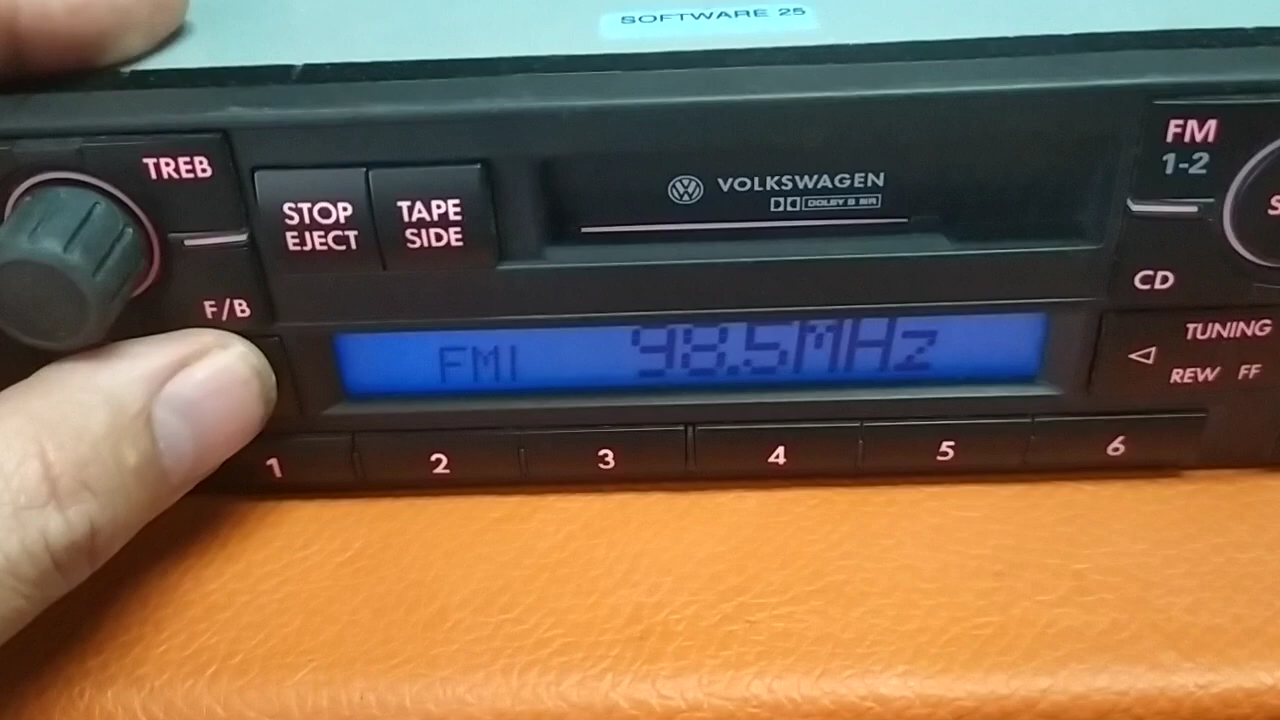 SOFTWARE 25
TREB
STOP
EJECT
TAPE
SIDE
VOLKSWAGEN
DOLBY B NR
FM
1-2
S
F/B
CD
FM1
98.5MHz
TUNING
REW FF
1
2
3
4
5
6